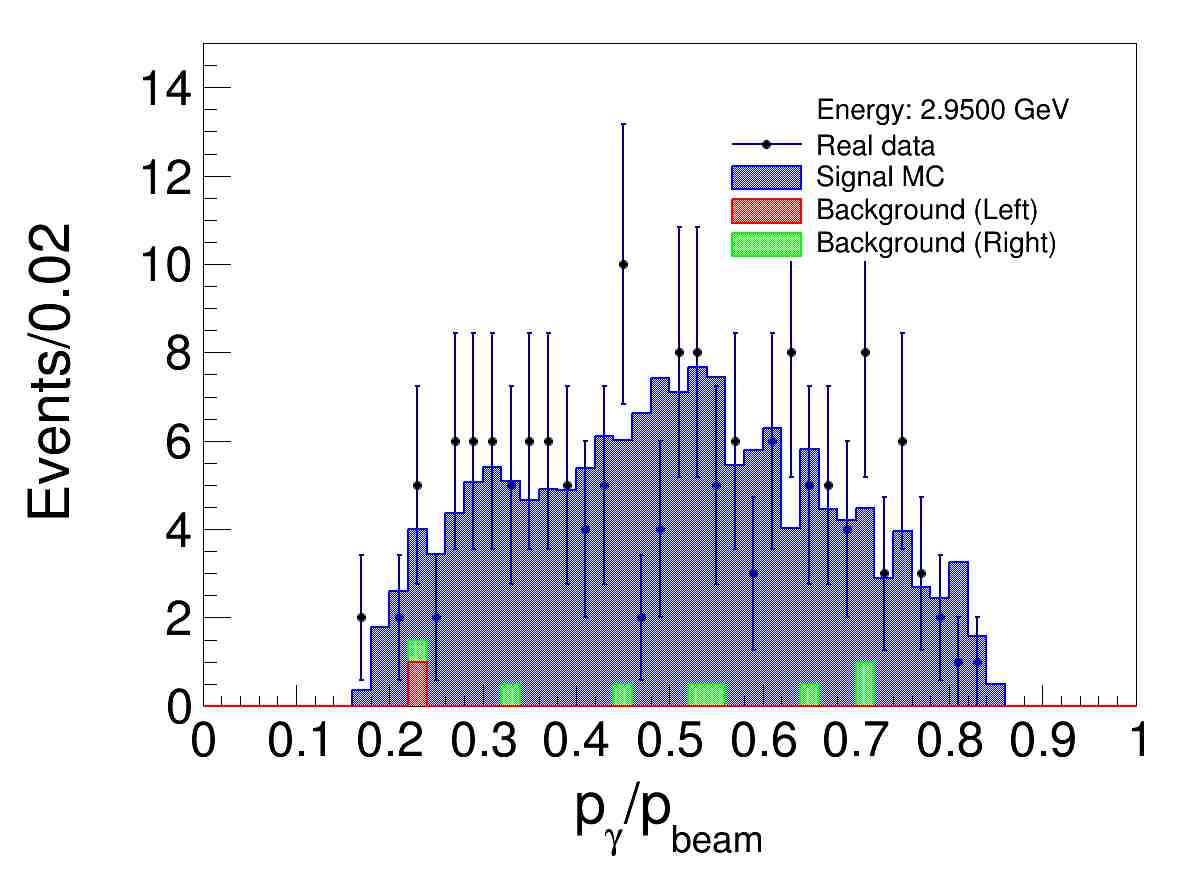 Energy: 2.9500 GeV
Real data
Signal MC
Background (Left)
Background (Right)
Events/0.02
14
12
10
8
6
4
2
0
0 0.1 0.2 0.3 0.4 0.5 0.6 0.7 0.8 0.9 1
pγ/pbeam